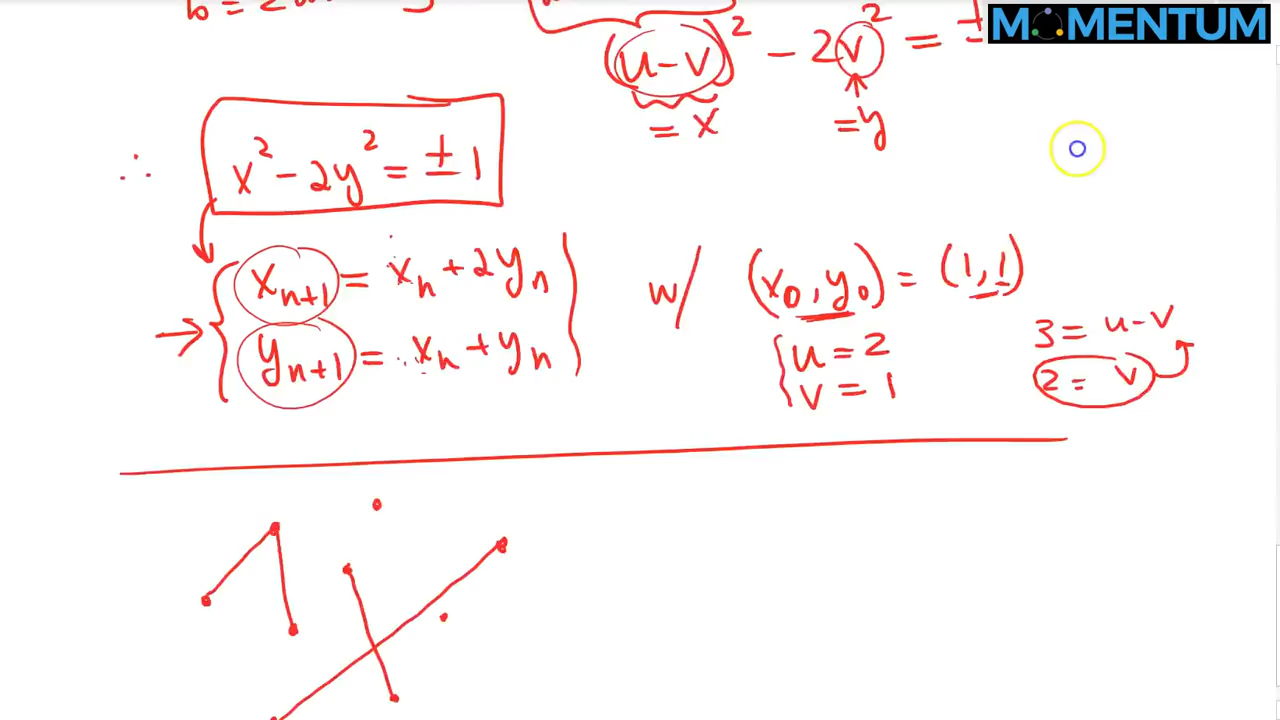 MOMENTUM
(u-v)² - 2v² = ±
= x
= y
∴ x² - 2y² = ± 1
→ { x_{n+1} = x_n + 2y_n
y_{n+1} = x_n + y_n
w/ (x_0, y_0) = (1, 1)
{ u = 2
v = 1
3 = u-v
2 = v